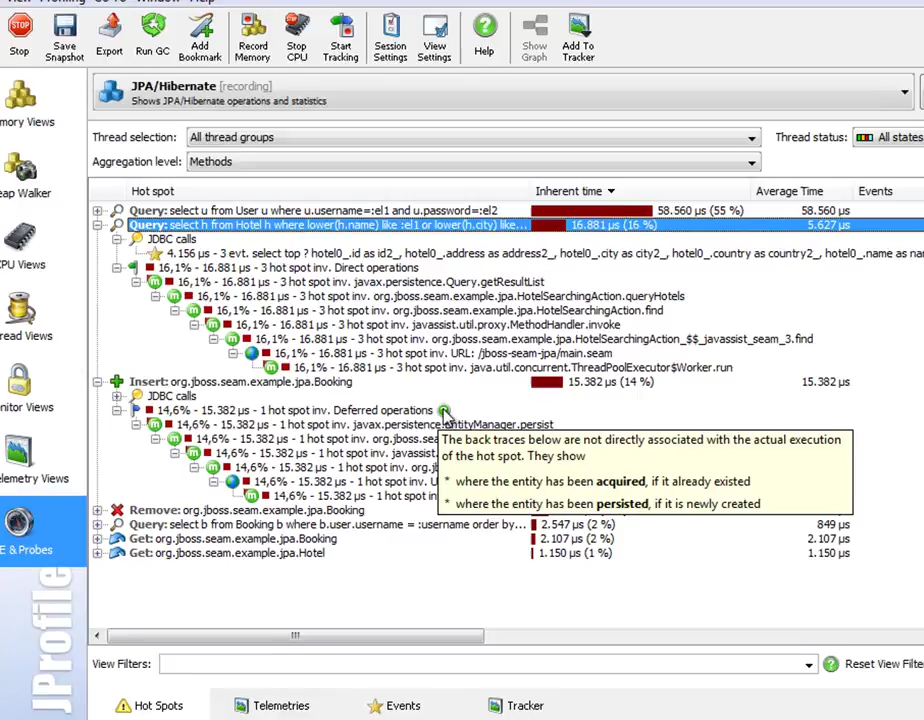 Stop
Save Snapshot
Export
Run GC
Add Bookmark
Record Memory
Stop CPU
Start Tracking
Session Settings
View Settings
Help
Show Graph
Add To Tracker
JPA/Hibernate [recording]
Shows JPA/Hibernate operations and statistics
Thread selection: All thread groups Thread status: All states
Aggregation level: Methods
Hot spot Inherent time Average Time Events
Query: select u from User u where u.username=:el1 and u.password=:el2 58.560 µs (55 %) 58.560 µs
Query: select h from Hotel h where lower(h.name) like :el1 or lower(h.city) like... 16.881 µs (16 %) 5.627 µs
JDBC calls
4.156 µs - 3 evt. select top ? hotel0_.id as id2_, hotel0_.address as address2_, hotel0_.city as city2_, hotel0_.country as country2_, hotel0_.name as na
16,1% - 16.881 µs - 3 hot spot inv. Direct operations
16,1% - 16.881 µs - 3 hot spot inv. javax.persistence.Query.getResultList
16,1% - 16.881 µs - 3 hot spot inv. org.jboss.seam.example.jpa.HotelSearchingAction.queryHotels
16,1% - 16.881 µs - 3 hot spot inv. org.jboss.seam.example.jpa.HotelSearchingAction.find
16,1% - 16.881 µs - 3 hot spot inv. javassist.util.proxy.MethodHandler.invoke
16,1% - 16.881 µs - 3 hot spot inv. org.jboss.seam.example.jpa.HotelSearchingAction_$$_javassist_seam_3.find
16,1% - 16.881 µs - 3 hot spot inv. URL: /jboss-seam-jpa/main.seam
16,1% - 16.881 µs - 3 hot spot inv. java.util.concurrent.ThreadPoolExecutor$Worker.run
Insert: org.jboss.seam.example.jpa.Booking 15.382 µs (14 %) 15.382 µs
JDBC calls
14,6% - 15.382 µs - 1 hot spot inv. Deferred operations
14,6% - 15.382 µs - 1 hot spot inv. javax.persistence.EntityManager.persist
14,6% - 15.382 µs - 1 hot spot inv. org.jboss.sea
14,6% - 15.382 µs - 1 hot spot inv. javassist.
14,6% - 15.382 µs - 1 hot spot inv. org.j
14,6% - 15.382 µs - 1 hot spot inv. U
14,6% - 15.382 µs - 1 hot spot inv.
The back traces below are not directly associated with the actual execution
of the hot spot. They show
* where the entity has been acquired, if it already existed
* where the entity has been persisted, if it is newly created
Remove: org.jboss.seam.example.jpa.Booking
Query: select b from Booking b where b.user.username = :username order by... 2.547 µs (2 %) 849 µs
Get: org.jboss.seam.example.jpa.Booking 2.107 µs (2 %) 2.107 µs
Get: org.jboss.seam.example.jpa.Hotel 1.150 µs (1 %) 1.150 µs
View Filters: Reset View Filte
Hot Spots
Telemetries
Events
Tracker
mory Views
eap Walker
CPU Views
read Views
nitor Views
lemetry Views
E & Probes
JProfile